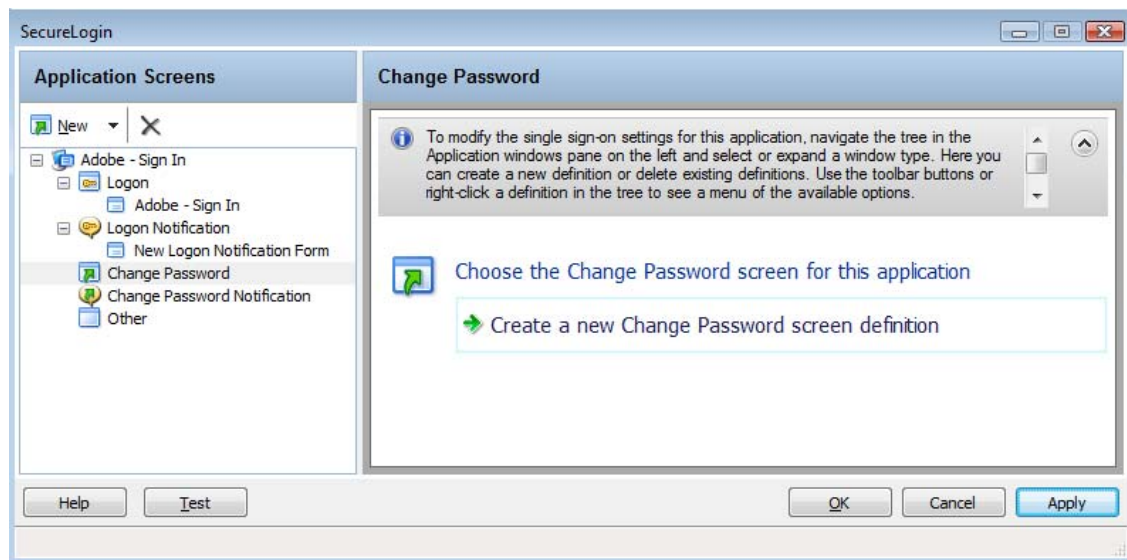 SecureLogin
Application Screens
New
Adobe - Sign In
Logon
Adobe - Sign In
Logon Notification
New Logon Notification Form
Change Password
Change Password Notification
Other
Change Password
To modify the single sign-on settings for this application, navigate the tree in the
Application windows pane on the left and select or expand a window type. Here you
can create a new definition or delete existing definitions. Use the toolbar buttons or
right-click a definition in the tree to see a menu of the available options.
Choose the Change Password screen for this application
Create a new Change Password screen definition
Help
Test
OK
Cancel
Apply